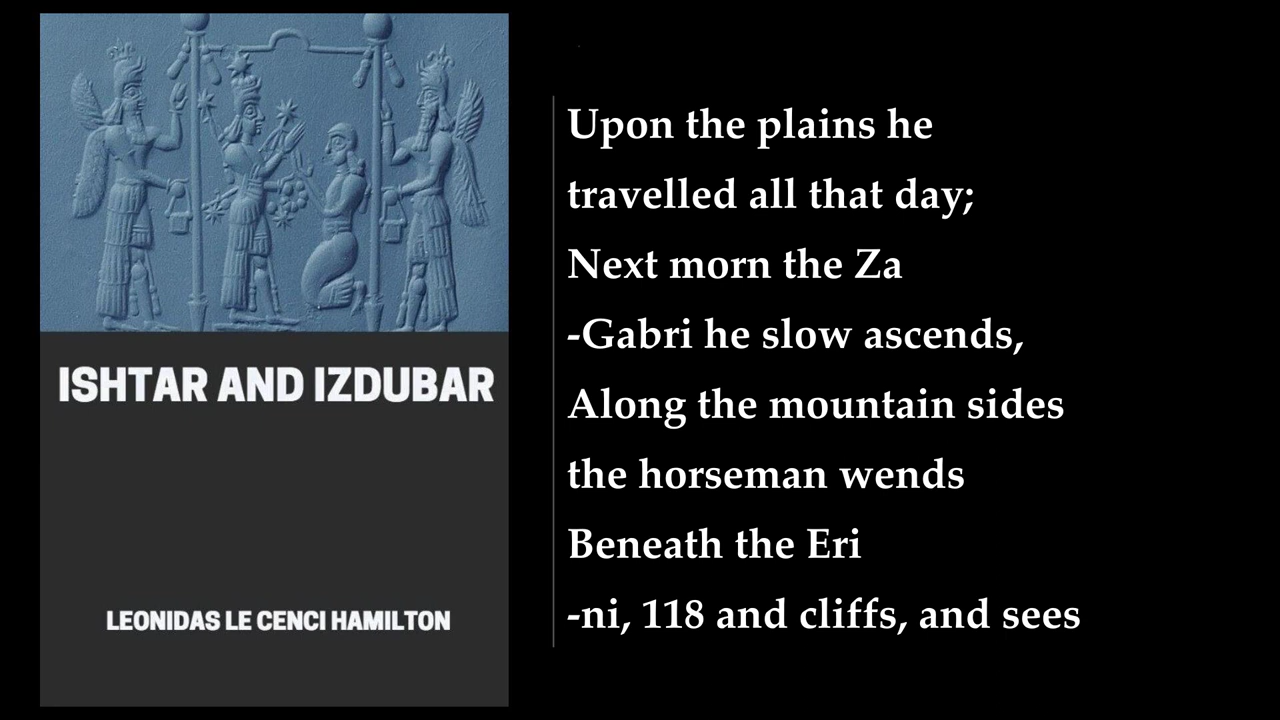 ISHTAR AND IZDUBAR
LEONIDAS LE CENCI HAMILTON
Upon the plains he
travelled all that day;
Next morn the Za
-Gabri he slow ascends,
Along the mountain sides
the horseman wends
Beneath the Eri
-ni, 118 and cliffs, and sees